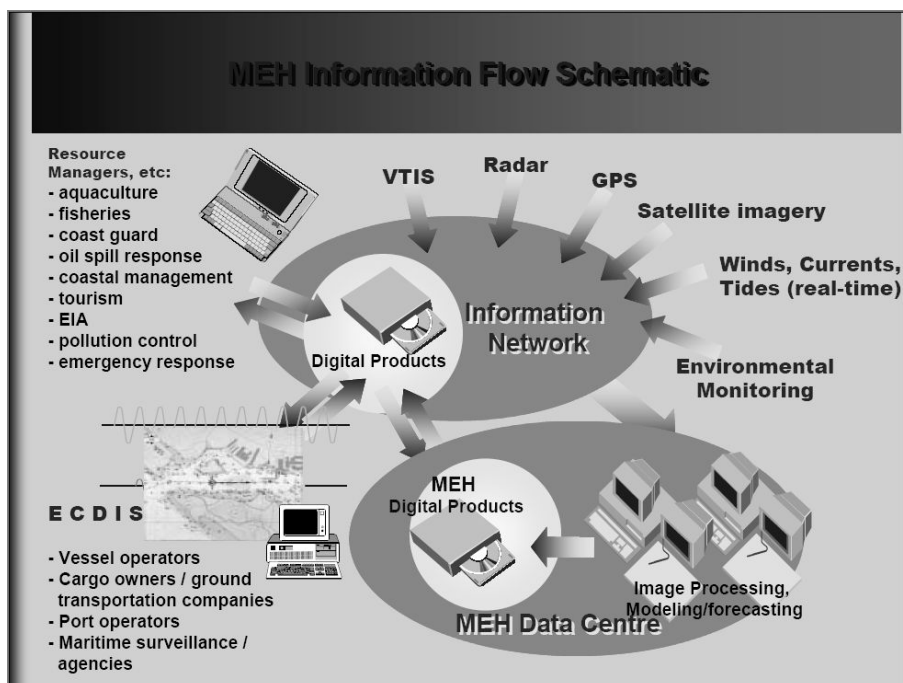 MEH Information Flow Schematic
Resource
Managers, etc:
- aquaculture
- fisheries
- coast guard
- oil spill response
- coastal management
- tourism
- EIA
- pollution control
- emergency response
VTIS
Radar
GPS
Satellite imagery
Winds, Currents,
Tides (real-time)
Environmental
Monitoring
Information
Network
Digital Products
E C D I S
- Vessel operators
- Cargo owners / ground
transportation companies
- Port operators
- Maritime surveillance /
agencies
MEH
Digital Products
Image Processing,
Modeling/forecasting
MEH Data Centre